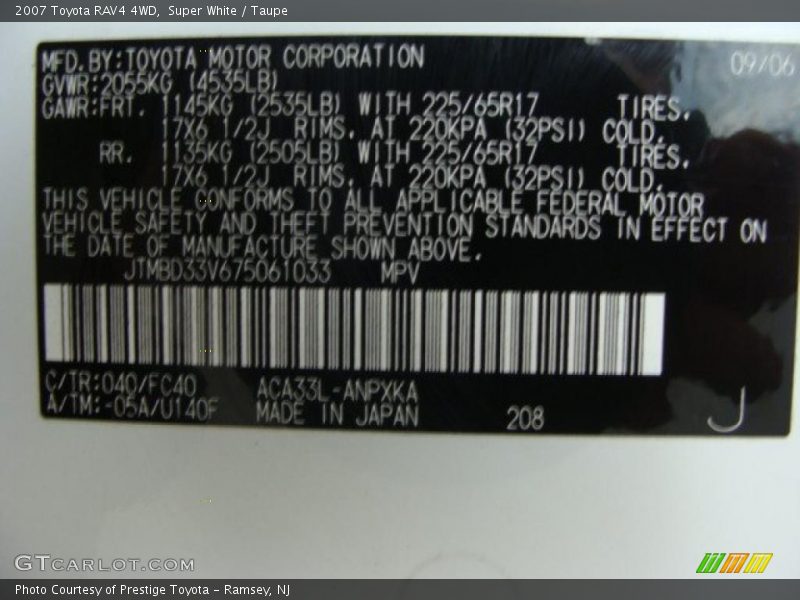 2007 Toyota RAV4 4WD,  Super White / Taupe
MFD. BY: TOYOTA MOTOR CORPORATION 09/06
GVWR: 2055KG (4535LB)
GAWR: FRT. 1145KG (2535LB) WITH 225/65R17 TIRES,
17X6 1/2J RIMS, AT 220KPA (32PSI) COLD,
RR. 1135KG (2505LB) WITH 225/65R17 TIRES,
17X6 1/2J RIMS, AT 220KPA (32PSI) COLD.
THIS VEHICLE CONFORMS TO ALL APPLICABLE FEDERAL MOTOR
VEHICLE SAFETY AND THEFT PREVENTION STANDARDS IN EFFECT ON
THE DATE OF MANUFACTURE SHOWN ABOVE.
JTMBD33V675061033 MPV
C/TR: 040/FC40 ACA33L-ANPXKA
A/TM: -05A/U140F MADE IN JAPAN 208 J
GTCARLOT.COM
Photo Courtesy of Prestige Toyota - Ramsey, NJ